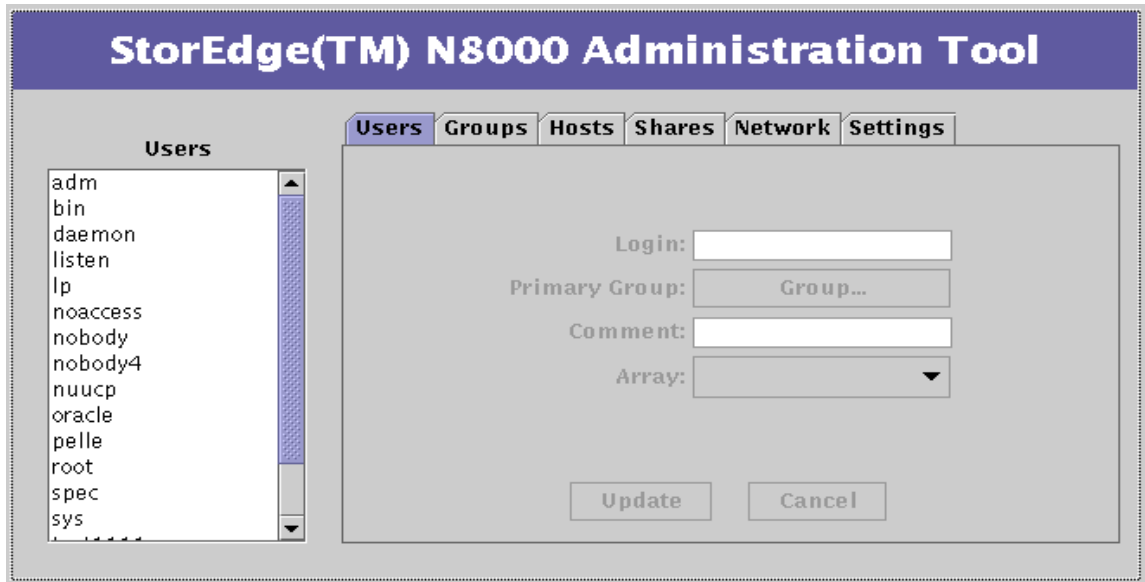 StorEdge(TM) N8000 Administration Tool
Users Groups Hosts Shares Network Settings
Users
adm
bin
daemon
listen
lp
noaccess
nobody
nobody4
nuucp
oracle
pelle
root
spec
sys
Login:
Primary Group: Group...
Comment:
Array:
Update Cancel